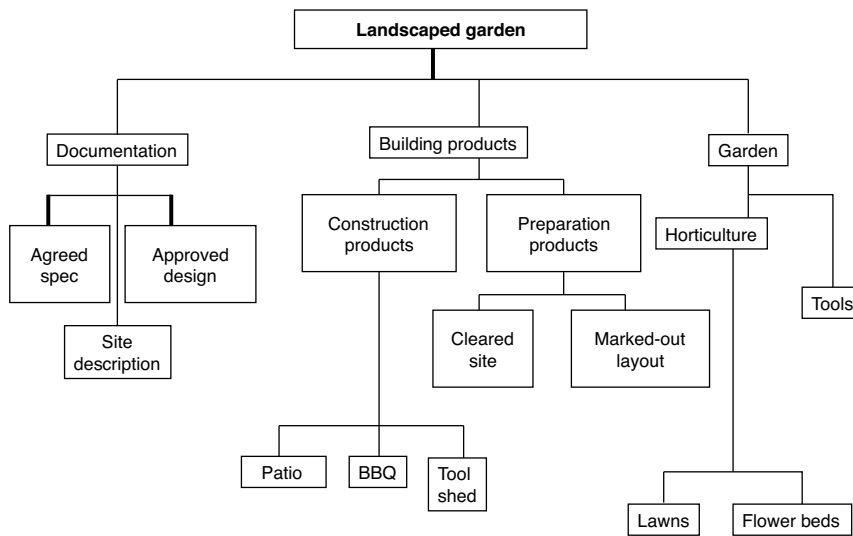 Landscaped garden
Documentation
Building products
Garden
Agreed
spec
Approved
design
Site
description
Construction
products
Preparation
products
Horticulture
Tools
Cleared
site
Marked-out
layout
Patio
BBQ
Tool
shed
Lawns
Flower beds